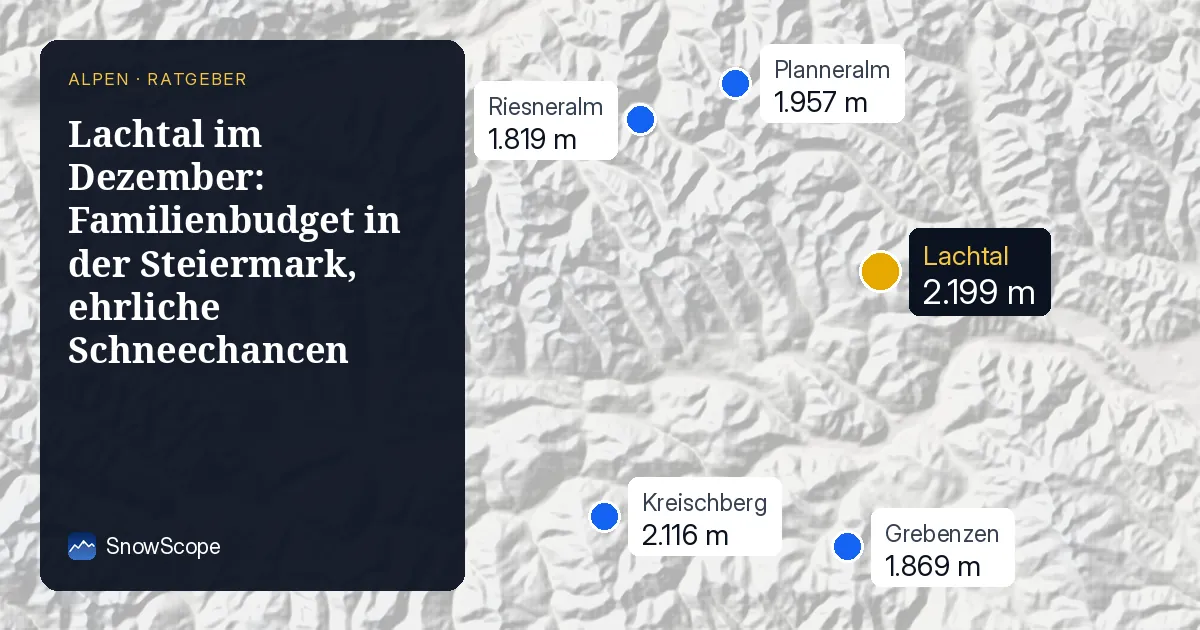 ALPEN · RATGEBER
Lachtal im
Dezember:
Familienbudget in
der Steiermark,
ehrliche
Schneechancen
SnowScope
Riesneralm
1.819 m
Planneralm
1.957 m
Lachtal
2.199 m
Kreischberg
2.116 m
Grebenzen
1.869 m